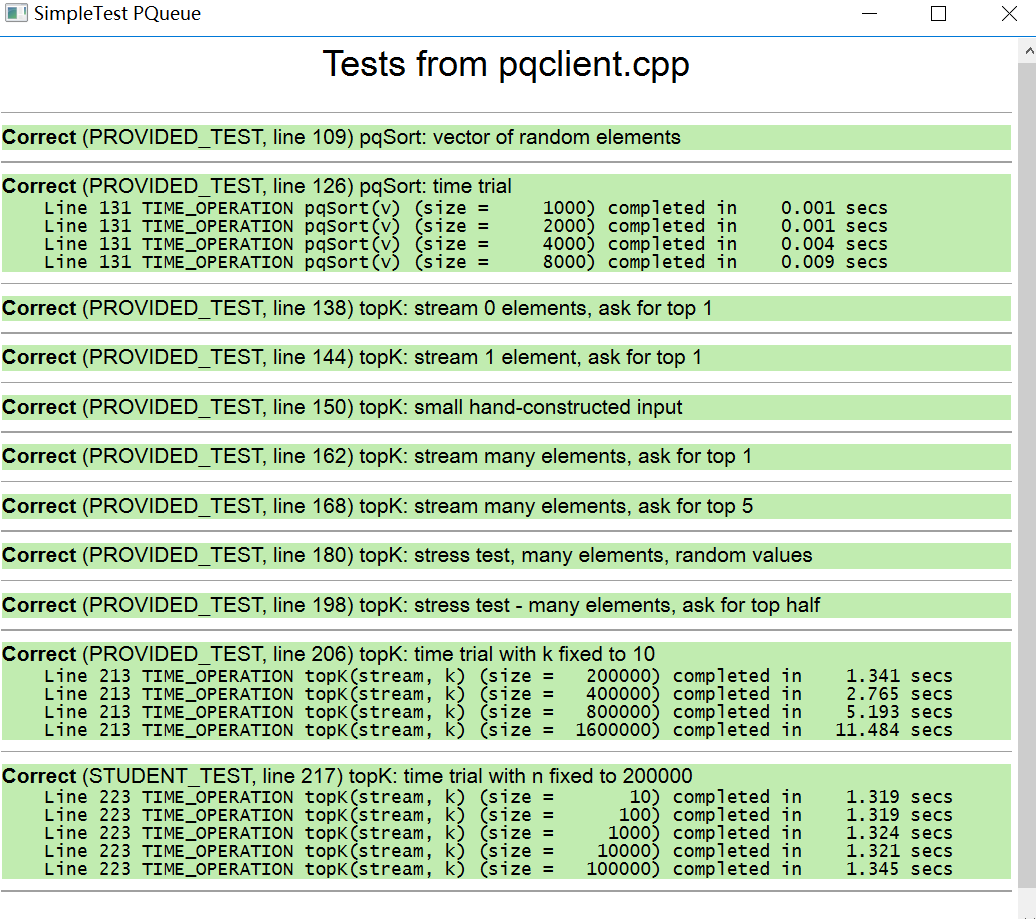 SimpleTest PQueue
Tests from pqclient.cpp
Correct (PROVIDED_TEST, line 109) pqSort: vector of random elements
Correct (PROVIDED_TEST, line 126) pqSort: time trial
Line 131 TIME_OPERATION pqSort(v) (size =     1000) completed in    0.001 secs
Line 131 TIME_OPERATION pqSort(v) (size =     2000) completed in    0.001 secs
Line 131 TIME_OPERATION pqSort(v) (size =     4000) completed in    0.004 secs
Line 131 TIME_OPERATION pqSort(v) (size =     8000) completed in    0.009 secs
Correct (PROVIDED_TEST, line 138) topK: stream 0 elements, ask for top 1
Correct (PROVIDED_TEST, line 144) topK: stream 1 element, ask for top 1
Correct (PROVIDED_TEST, line 150) topK: small hand-constructed input
Correct (PROVIDED_TEST, line 162) topK: stream many elements, ask for top 1
Correct (PROVIDED_TEST, line 168) topK: stream many elements, ask for top 5
Correct (PROVIDED_TEST, line 180) topK: stress test, many elements, random values
Correct (PROVIDED_TEST, line 198) topK: stress test - many elements, ask for top half
Correct (PROVIDED_TEST, line 206) topK: time trial with k fixed to 10
Line 213 TIME_OPERATION topK(stream, k) (size =   200000) completed in    1.341 secs
Line 213 TIME_OPERATION topK(stream, k) (size =   400000) completed in    2.765 secs
Line 213 TIME_OPERATION topK(stream, k) (size =   800000) completed in    5.193 secs
Line 213 TIME_OPERATION topK(stream, k) (size =  1600000) completed in   11.484 secs
Correct (STUDENT_TEST, line 217) topK: time trial with n fixed to 200000
Line 223 TIME_OPERATION topK(stream, k) (size =       10) completed in    1.319 secs
Line 223 TIME_OPERATION topK(stream, k) (size =      100) completed in    1.319 secs
Line 223 TIME_OPERATION topK(stream, k) (size =     1000) completed in    1.324 secs
Line 223 TIME_OPERATION topK(stream, k) (size =    10000) completed in    1.321 secs
Line 223 TIME_OPERATION topK(stream, k) (size =   100000) completed in    1.345 secs